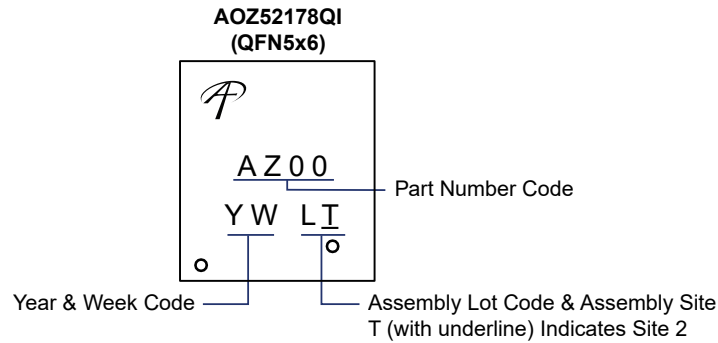 AOZ52178QI
(QFN5x6)
AZ00
Part Number Code
YW LT
Year & Week Code
Assembly Lot Code & Assembly Site
T (with underline) Indicates Site 2